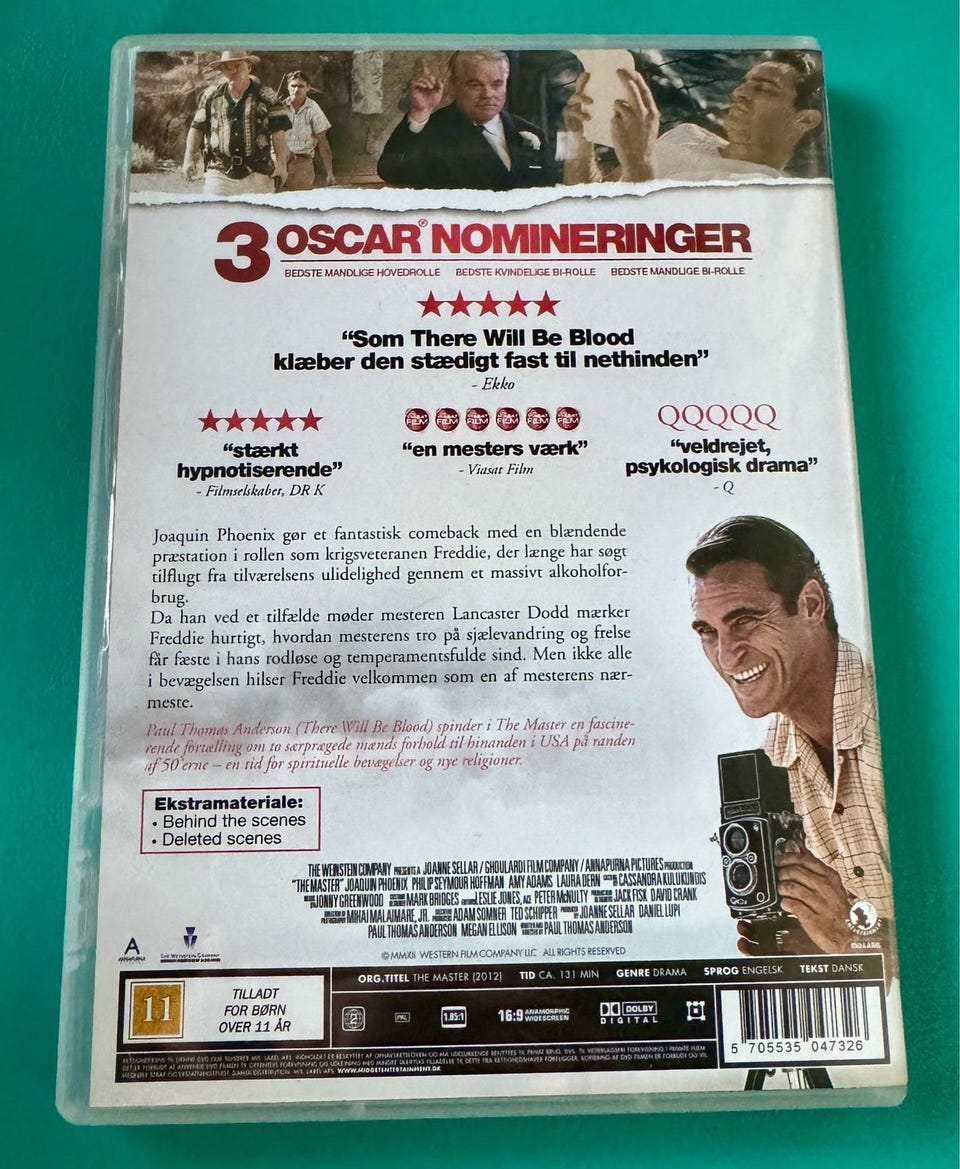 3 OSCAR® NOMINERINGER
BEDSTE MANDLIGE HOVEDROLLE BEDSTE KVINDELIGE BI-ROLLE BEDSTE MANDLIGE BI-ROLLE
“Som There Will Be Blood
klæber den stædigt fast til nethinden”
- Ekko
“stærkt
hypnotiserende”
- Filmselskabet, DR K
“en mesters værk”
- Viasat Film
QQQQQ
“veldrejet,
psykologisk drama”
- Q
Joaquin Phoenix gør et fantastisk comeback med en blændende
præstation i rollen som krigsveteranen Freddie, der længe har søgt
tilflugt fra tilværelsens ulidelighed gennem et massivt alkoholfor-
brug.
Da han ved et tilfælde møder mesteren Lancaster Dodd mærker
Freddie hurtigt, hvordan mesterens tro på sjælevandring og frelse
får fæste i hans rodløse og temperamentsfulde sind. Men ikke alle
i bevægelsen hilser Freddie velkommen som en af mesterens nær-
meste.
Paul Thomas Anderson (There Will Be Blood) spinder i The Master en fascine-
rende fortælling om to særprægede mænds forhold til hinanden i USA på randen
af 50'erne – en tid for spirituelle bevægelser og nye religioner.
Ekstramateriale:
• Behind the scenes
• Deleted scenes
THE WEINSTEIN COMPANY PRESENTS A JOANNE SELLAR / GHOULARDI FILM COMPANY / ANNAPURNA PICTURES PRODUCTION
"THE MASTER" JOAQUIN PHOENIX PHILIP SEYMOUR HOFFMAN AMY ADAMS LAURA DERN CASSANDRA KULUKUNDIS
JONNY GREENWOOD MARK BRIDGES LESLIE JONES, ACE PETER McNULTY JACK FISK DAVID CRANK
MIHAI MALAIMARE, JR. ADAM SOMNER TED SCHIPPER JOANNE SELLAR DANIEL LUPI
PAUL THOMAS ANDERSON MEGAN ELLISON PAUL THOMAS ANDERSON
© MMXII WESTERN FILM COMPANY LLC ALL RIGHTS RESERVED
ANNAPURNA
THE WEINSTEIN COMPANY
11
TILLADT
FOR BØRN
OVER 11 ÅR
ORG.TITEL THE MASTER (2012) TID CA. 131 MIN GENRE DRAMA SPROG ENGELSK TEKST DANSK
2
PAL
1.85:1
16:9 ANAMORPHIC WIDESCREEN
DOLBY
DIGITAL
5 705535 047326
WWW.MIDGETENTERTAINMENT.DK